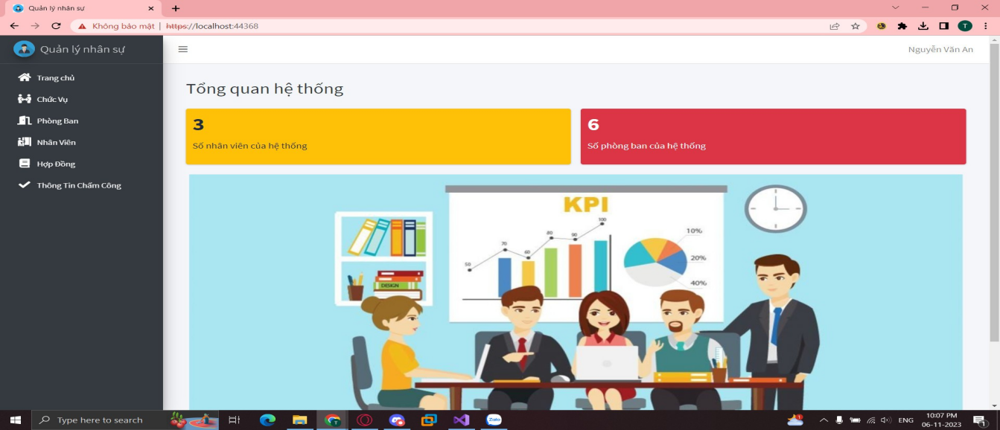 Quản lý nhân sự
Không bảo mật
https://localhost:44368
T
Quản lý nhân sự
Nguyễn Văn An
Trang chủ
Chức Vụ
Phòng Ban
Nhân Viên
Hợp Đồng
Thông Tin Chấm Công
Tổng quan hệ thống
3
Số nhân viên của hệ thống
6
Số phòng ban của hệ thống
KPI
50
70
60
80
90
100
10%
20%
40%
DESIGN
Type here to search
Zalo
ENG
10:07 PM
06-11-2023
1